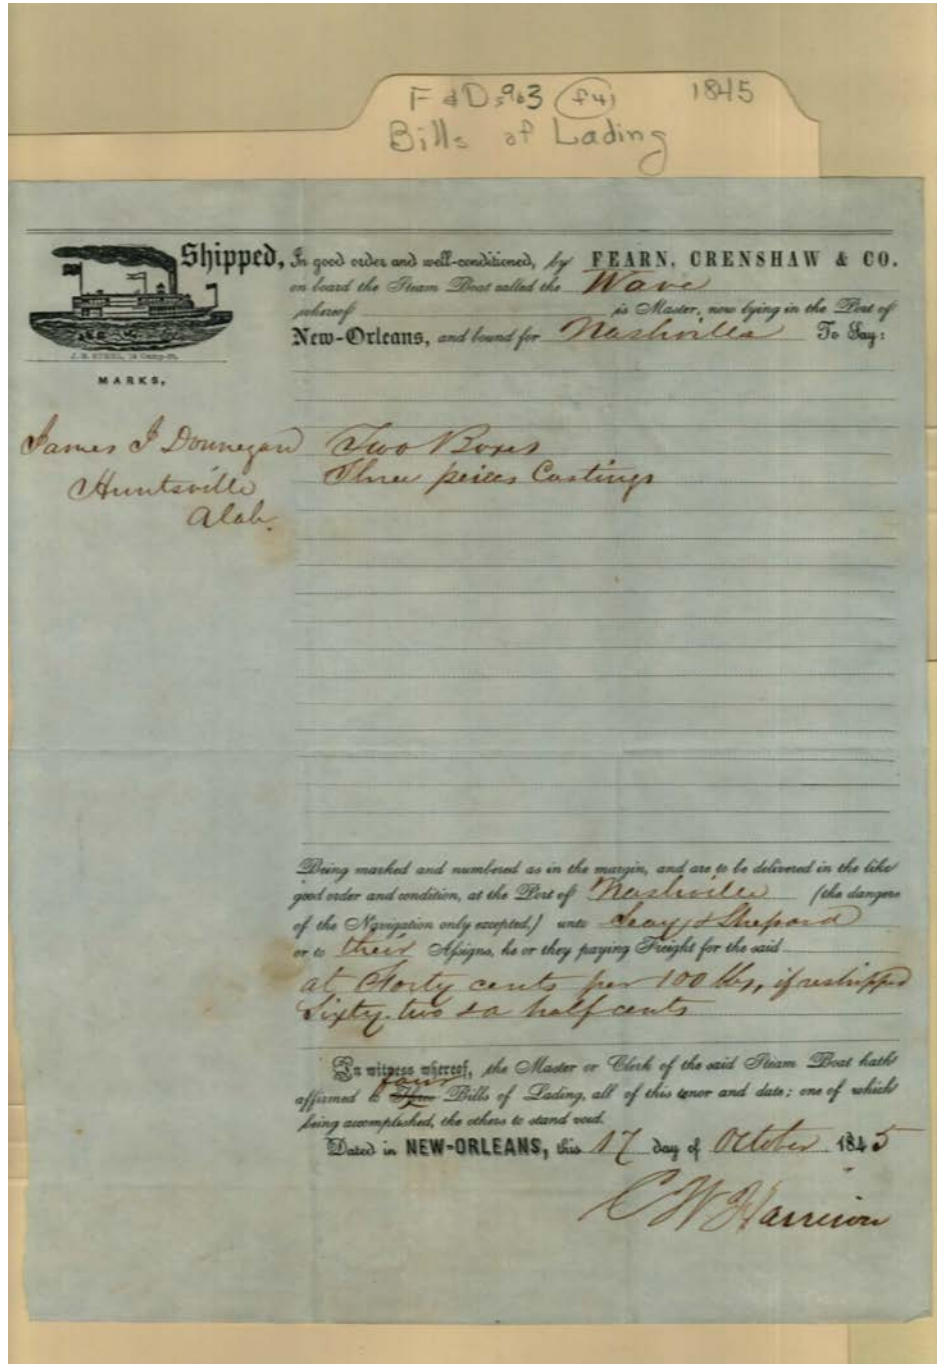 F & D 963 (f4) 1845
Bills of Lading
Shipped, In good order and well-conditioned, by FEARN, CRENSHAW & CO.
on board the Steam Boat called the Wave
whereof is Master, now lying in the Port of
New-Orleans, and bound for Nashville To Say:
MARKS,
James J Donnegan Two Boxes
Huntsville Three peices Castings
Alab.
Being marked and numbered as in the margin, and are to be delivered in the like
good order and condition, at the Port of Nashville (the dangers
of the Navigation only excepted,) unto & Shepard
or to their Assigns, he or they paying Freight for the said
at Forty cents per 100 lbs, if reshipped
Sixty-two & a half cents
In witness whereof, the Master or Clerk of the said Steam Boat hath
four
affirmed to Three Bills of Lading, all of this tenor and date; one of which
being accomplished, the others to stand void.
Dated in NEW-ORLEANS, this 17 day of October 1845
C W Harrison